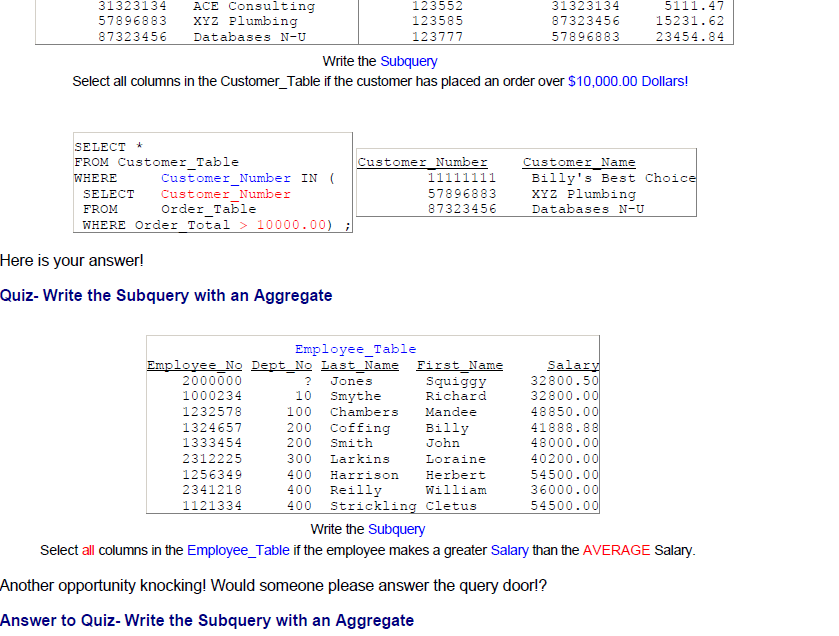 31323134 ACE Consulting 123552 31323134 5111.47
57896883 XYZ Plumbing 123585 87323456 15231.62
87323456 Databases N-U 123777 57896883 23454.84
Write the Subquery
Select all columns in the Customer_Table if the customer has placed an order over $10,000.00 Dollars!
SELECT *
FROM Customer_Table
WHERE Customer_Number IN (
SELECT Customer_Number
FROM Order_Table
WHERE Order_Total > 10000.00) ;
Customer_Number Customer_Name
11111111 Billy's Best Choice
57896883 XYZ Plumbing
87323456 Databases N-U
Here is your answer!
Quiz- Write the Subquery with an Aggregate
Employee_Table
Employee_No Dept_No Last_Name First_Name Salary
2000000 ? Jones Squiggy 32800.50
1000234 10 Smythe Richard 32800.00
1232578 100 Chambers Mandee 48850.00
1324657 200 Coffing Billy 41888.88
1333454 200 Smith John 48000.00
2312225 300 Larkins Loraine 40200.00
1256349 400 Harrison Herbert 54500.00
2341218 400 Reilly William 36000.00
1121334 400 Strickling Cletus 54500.00
Write the Subquery
Select all columns in the Employee_Table if the employee makes a greater Salary than the AVERAGE Salary.
Another opportunity knocking! Would someone please answer the query door!?
Answer to Quiz- Write the Subquery with an Aggregate